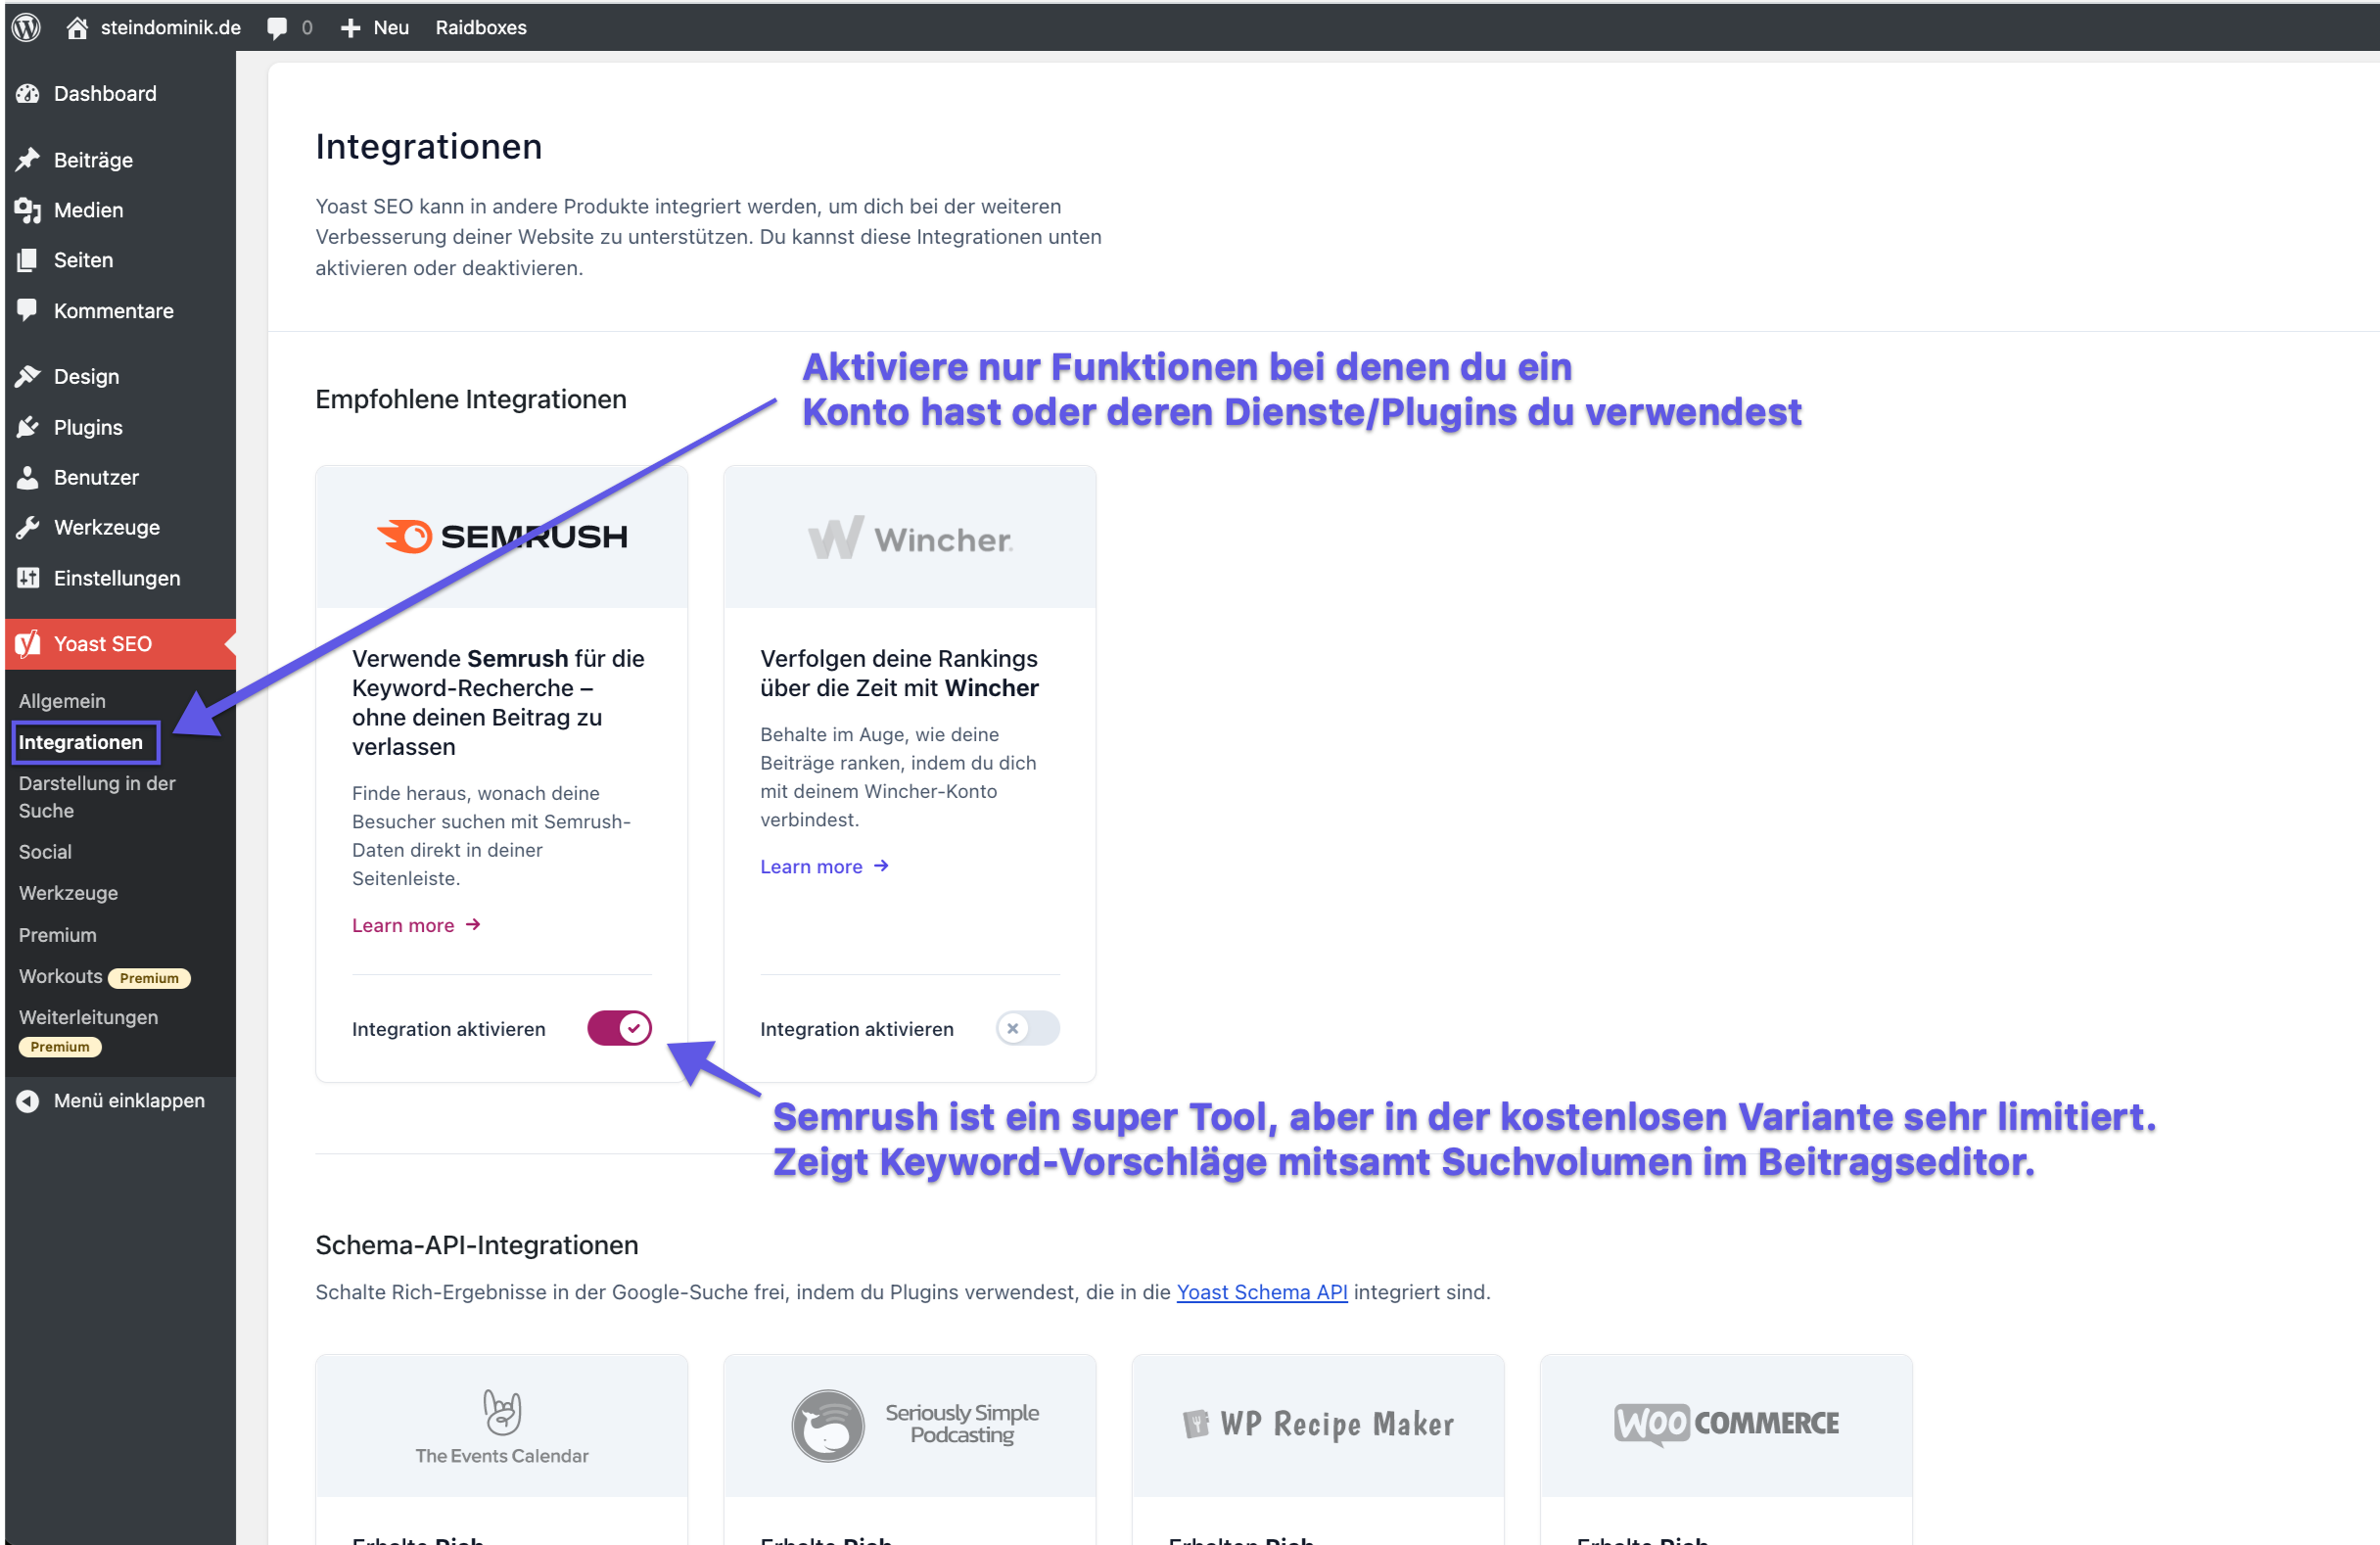 steindominik.de 0 Neu Raidboxes
Dashboard
Beiträge
Medien
Seiten
Kommentare
Design
Plugins
Benutzer
Werkzeuge
Einstellungen
Yoast SEO
Allgemein
Integrationen
Darstellung in der
Suche
Social
Werkzeuge
Premium
Workouts Premium
Weiterleitungen
Premium
Menü einklappen
Integrationen
Yoast SEO kann in andere Produkte integriert werden, um dich bei der weiteren
Verbesserung deiner Website zu unterstützen. Du kannst diese Integrationen unten
aktivieren oder deaktivieren.
Aktiviere nur Funktionen bei denen du ein
Konto hast oder deren Dienste/Plugins du verwendest
Empfohlene Integrationen
SEMRUSH
Verwende Semrush für die
Keyword-Recherche –
ohne deinen Beitrag zu
verlassen
Finde heraus, wonach deine
Besucher suchen mit Semrush-
Daten direkt in deiner
Seitenleiste.
Learn more →
Integration aktivieren
Wincher
Verfolgen deine Rankings
über die Zeit mit Wincher
Behalte im Auge, wie deine
Beiträge ranken, indem du dich
mit deinem Wincher-Konto
verbindest.
Learn more →
Integration aktivieren
Semrush ist ein super Tool, aber in der kostenlosen Variante sehr limitiert.
Zeigt Keyword-Vorschläge mitsamt Suchvolumen im Beitragseditor.
Schema-API-Integrationen
Schalte Rich-Ergebnisse in der Google-Suche frei, indem du Plugins verwendest, die in die Yoast Schema API integriert sind.
The Events Calendar
Erhalte Rich
Seriously Simple
Podcasting
Erhalte Rich
WP Recipe Maker
Erhalten Rich
WOO COMMERCE
Erhalte Rich